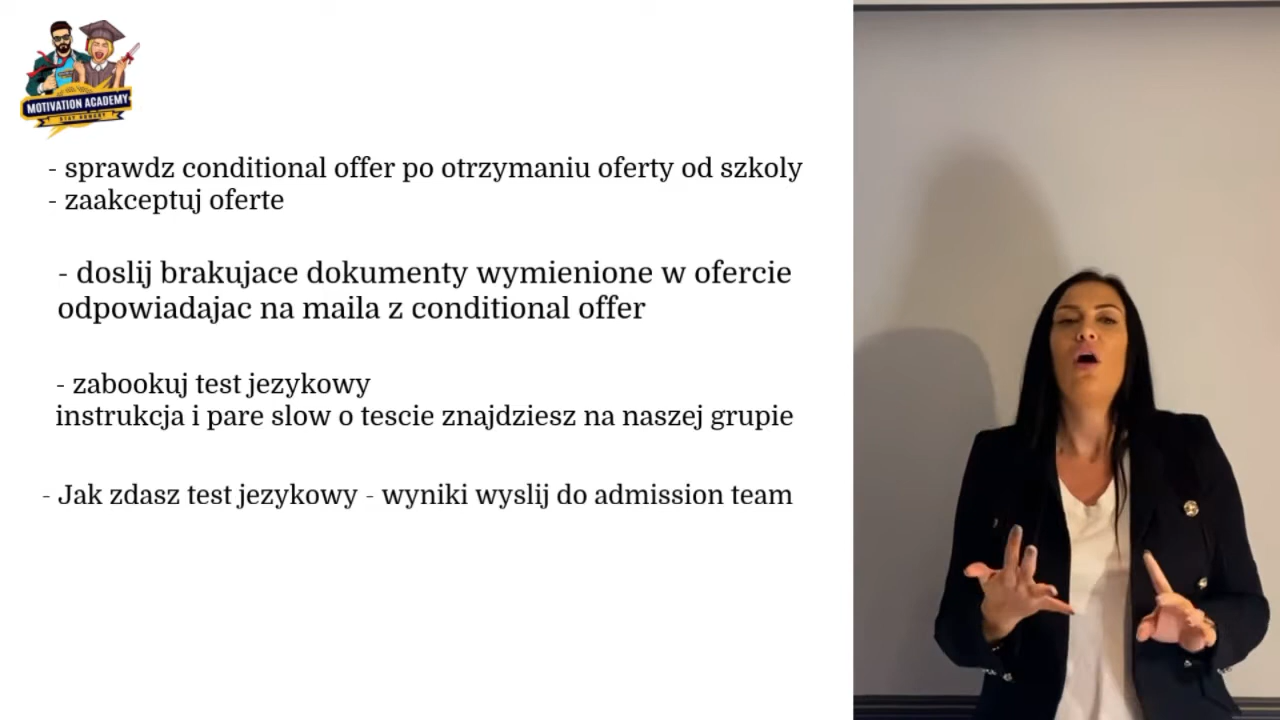 MOTIVATION ACADEMY
STAY HUNGRY
- sprawdz conditional offer po otrzymaniu oferty od szkoly
- zaakceptuj oferte
- doslij brakujace dokumenty wymienione w ofercie
odpowiadajac na maila z conditional offer
- zabookuj test jezykowy
instrukcja i pare slow o tescie znajdziesz na naszej grupie
- Jak zdasz test jezykowy - wyniki wyslij do admission team